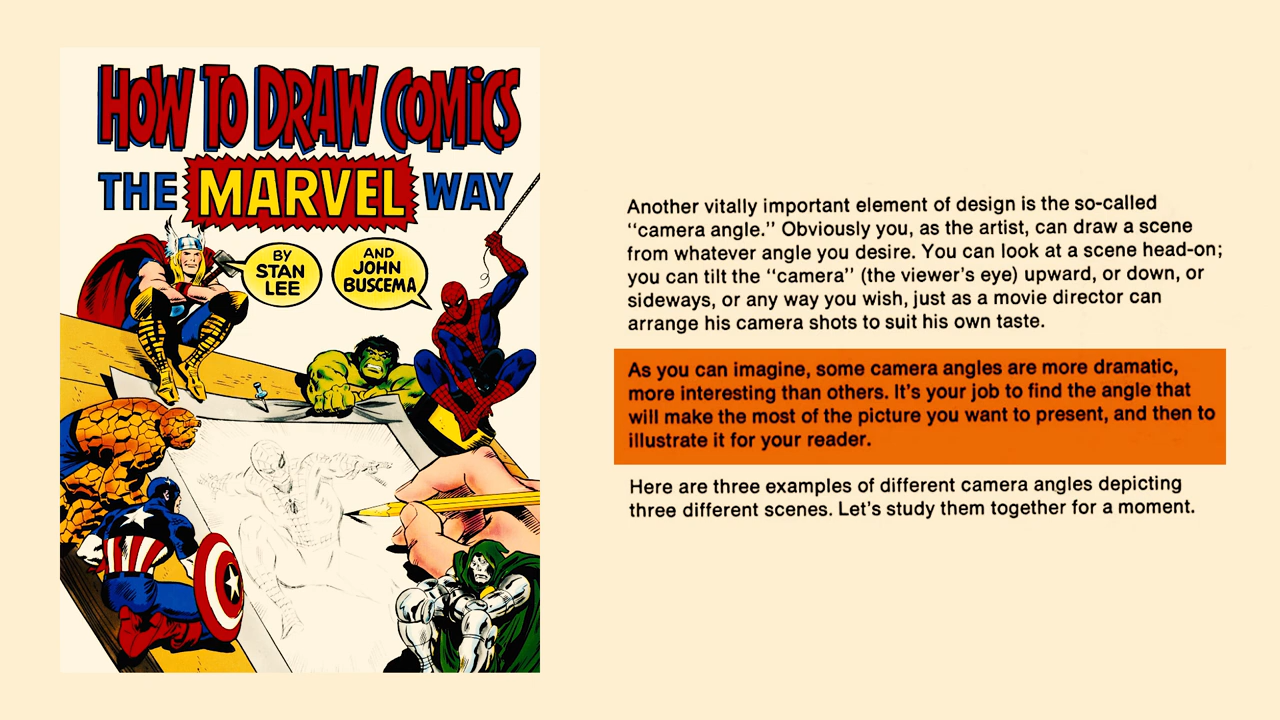 HOW TO DRAW COMICS
THE MARVEL WAY
BY
STAN
LEE
AND
JOHN
BUSCEMA
Another vitally important element of design is the so-called
“camera angle.” Obviously you, as the artist, can draw a scene
from whatever angle you desire. You can look at a scene head-on;
you can tilt the “camera” (the viewer's eye) upward, or down, or
sideways, or any way you wish, just as a movie director can
arrange his camera shots to suit his own taste.
As you can imagine, some camera angles are more dramatic,
more interesting than others. It's your job to find the angle that
will make the most of the picture you want to present, and then to
illustrate it for your reader.
Here are three examples of different camera angles depicting
three different scenes. Let's study them together for a moment.